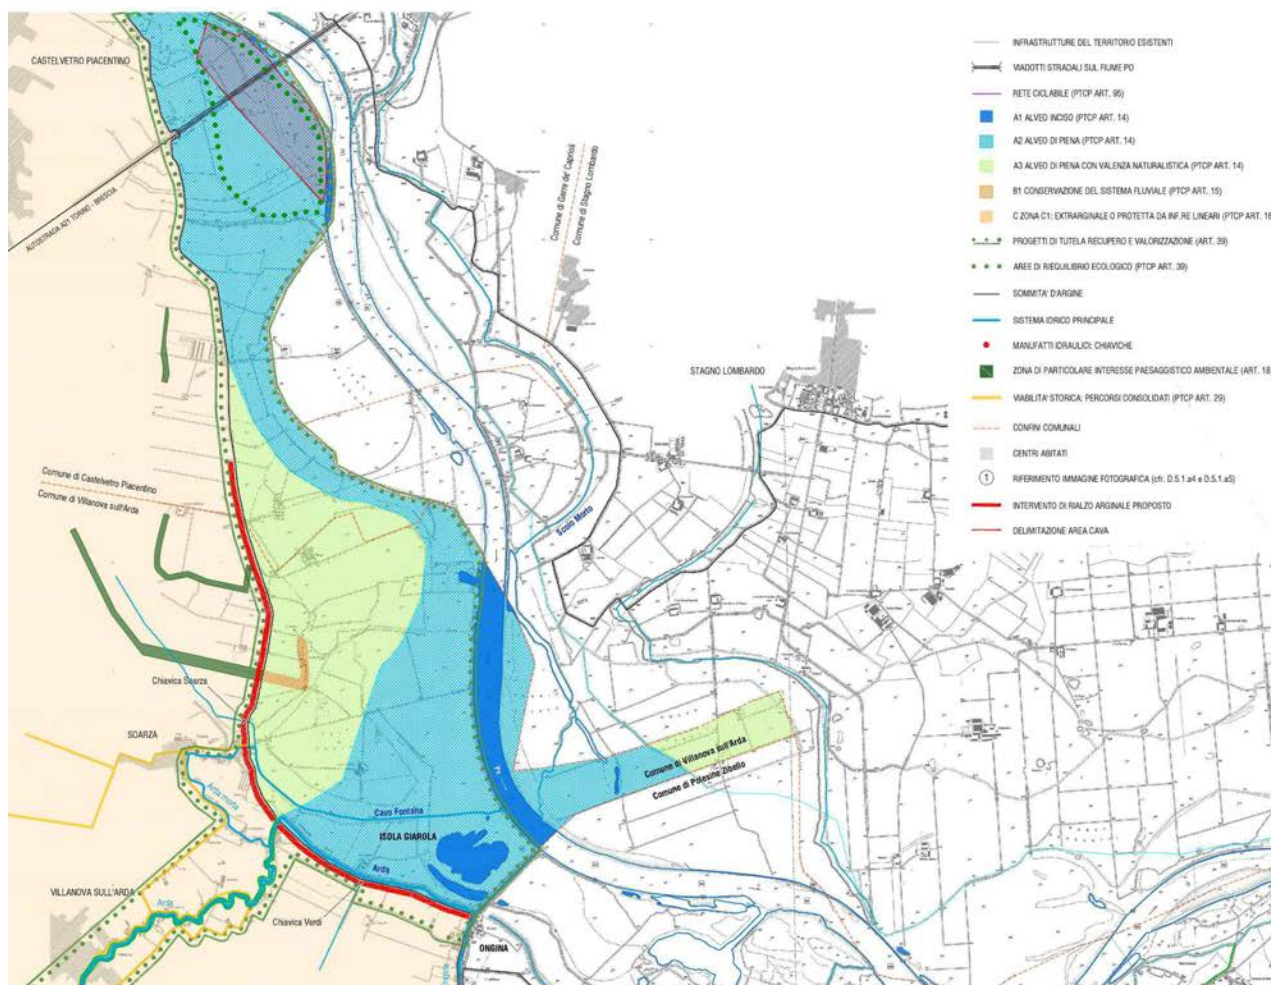 CASTELVETRO PIACENTINO
AUTOSTRADA A21 TORINO - BRESCIA
Comune di Gerre de' Caprioli
Comune di Stagno Lombardo
STAGNO LOMBARDO
Scolo Morto
Comune di Castelvetro Piacentino
Comune di Villanova sull'Arda
Chiavica Soarza
SOARZA
Arda morta
Cavo Fontana
ISOLA GIAROLA
Arda
Comune di Villanova sull'Arda
Comune di Polesine Zibello
VILLANOVA SULL'ARDA
Arda
Chiavica Verdi
ONGINA
INFRASTRUTTURE DEL TERRITORIO ESISTENTI
VIADOTTI STRADALI SUL FIUME PO
RETE CICLABILE (PTCP ART. 95)
A1 ALVEO INCISO (PTCP ART. 14)
A2 ALVEO DI PIENA (PTCP ART. 14)
A3 ALVEO DI PIENA CON VALENZA NATURALISTICA (PTCP ART. 14)
B1 CONSERVAZIONE DEL SISTEMA FLUVIALE (PTCP ART. 15)
C ZONA C1: EXTRARGINALE O PROTETTA DA INF.RE LINEARI (PTCP ART. 16
PROGETTI DI TUTELA RECUPERO E VALORIZZAZIONE (ART. 39)
AREE DI RIEQUILIBRIO ECOLOGICO (PTCP ART. 39)
SOMMITA' D'ARGINE
SISTEMA IDRICO PRINCIPALE
MANUFATTI IDRAULICI: CHIAVICHE
ZONA DI PARTICOLARE INTERESSE PAESAGGISTICO AMBIENTALE (ART. 18)
VIABILITA' STORICA: PERCORSI CONSOLIDATI (PTCP ART. 29)
CONFINI COMUNALI
CENTRI ABITATI
1 RIFERIMENTO IMMAGINE FOTOGRAFICA (cfr. D.5.1.a4 e D.5.1.a5)
INTERVENTO DI RIALZO ARGINALE PROPOSTO
DELIMITAZIONE AREA CAVA